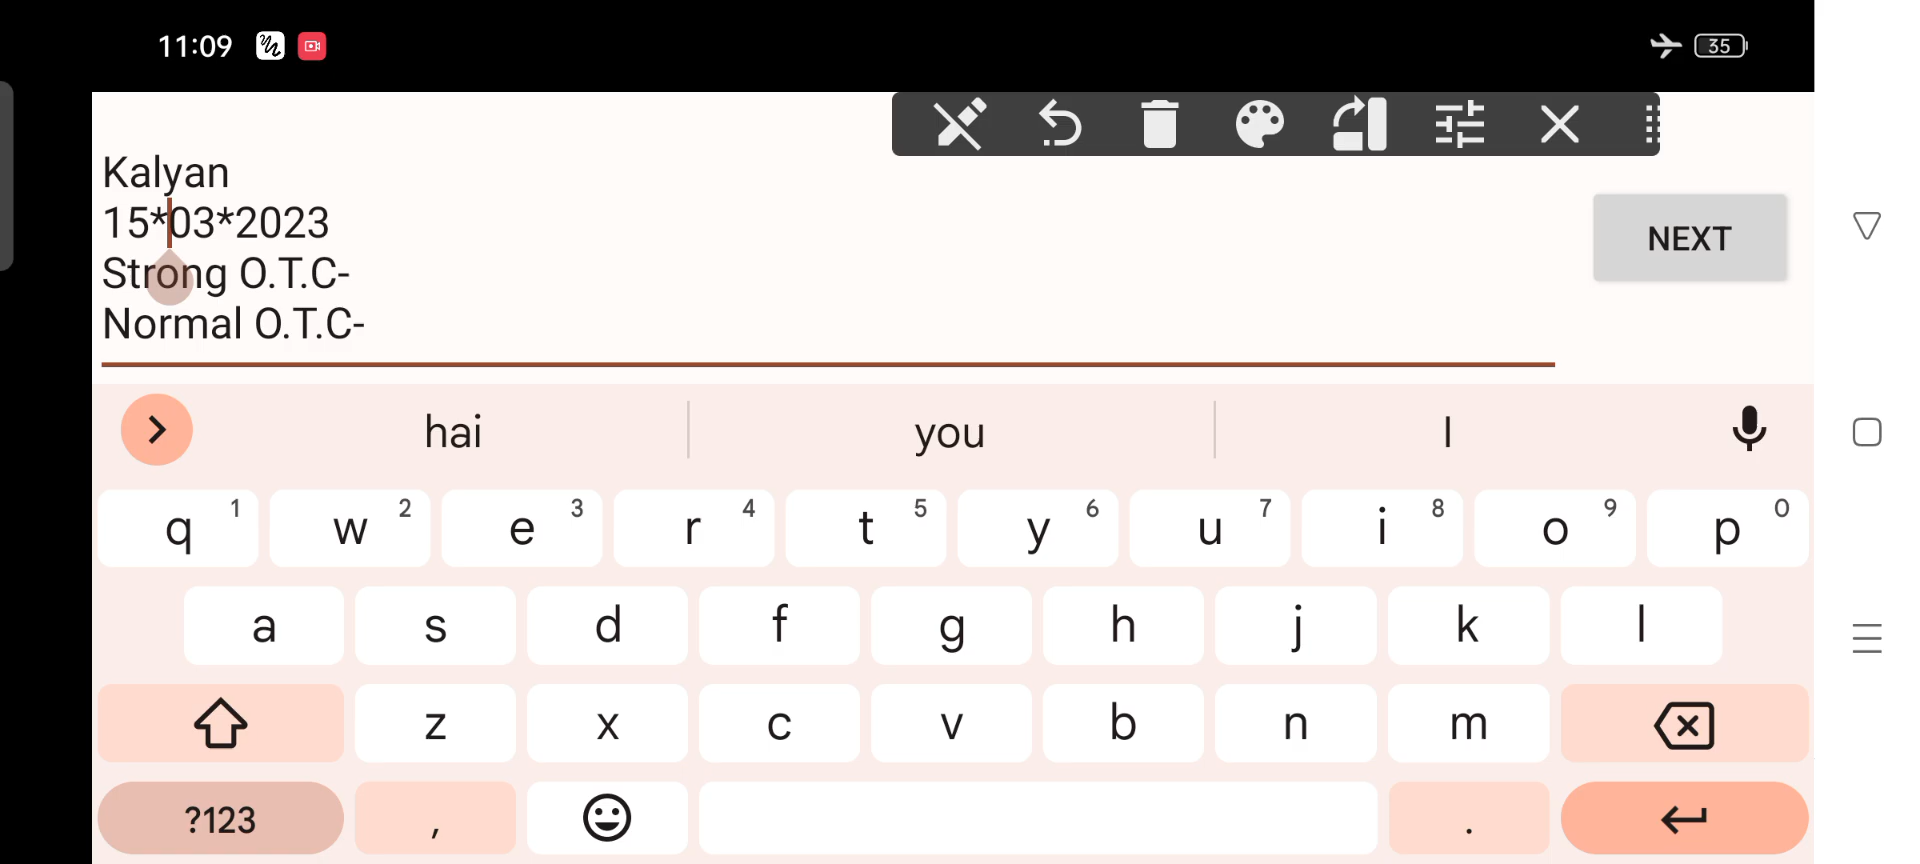 11:09
35
Kalyan
15*03*2023
Strong O.T.C-
Normal O.T.C-
NEXT
hai you I
q 1 w 2 e 3 r 4 t 5 y 6 u 7 i 8 o 9 p 0
a s d f g h j k l
z x c v b n m
?123 , .